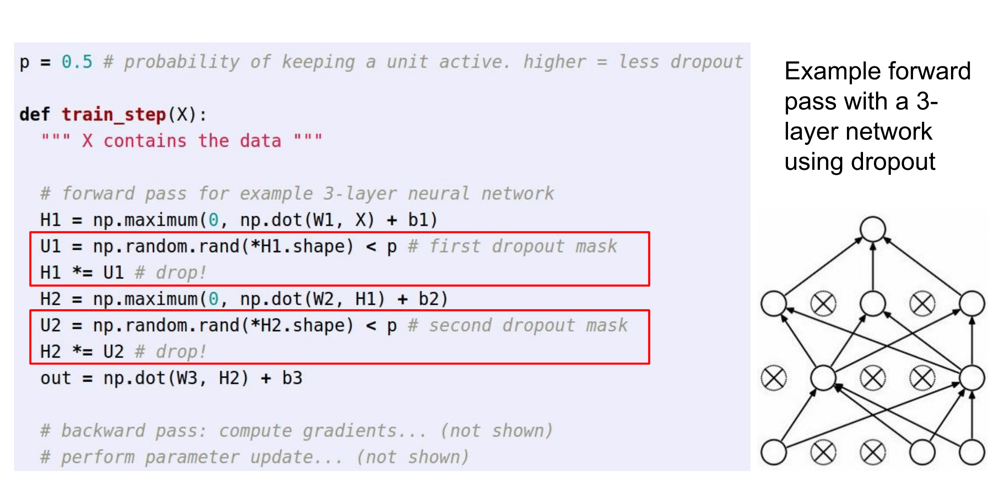 p = 0.5 # probability of keeping a unit active. higher = less dropout
def train_step(X):
""" X contains the data """
# forward pass for example 3-layer neural network
H1 = np.maximum(0, np.dot(W1, X) + b1)
U1 = np.random.rand(*H1.shape) < p # first dropout mask
H1 *= U1 # drop!
H2 = np.maximum(0, np.dot(W2, H1) + b2)
U2 = np.random.rand(*H2.shape) < p # second dropout mask
H2 *= U2 # drop!
out = np.dot(W3, H2) + b3
# backward pass: compute gradients... (not shown)
# perform parameter update... (not shown)
Example forward
pass with a 3-
layer network
using dropout